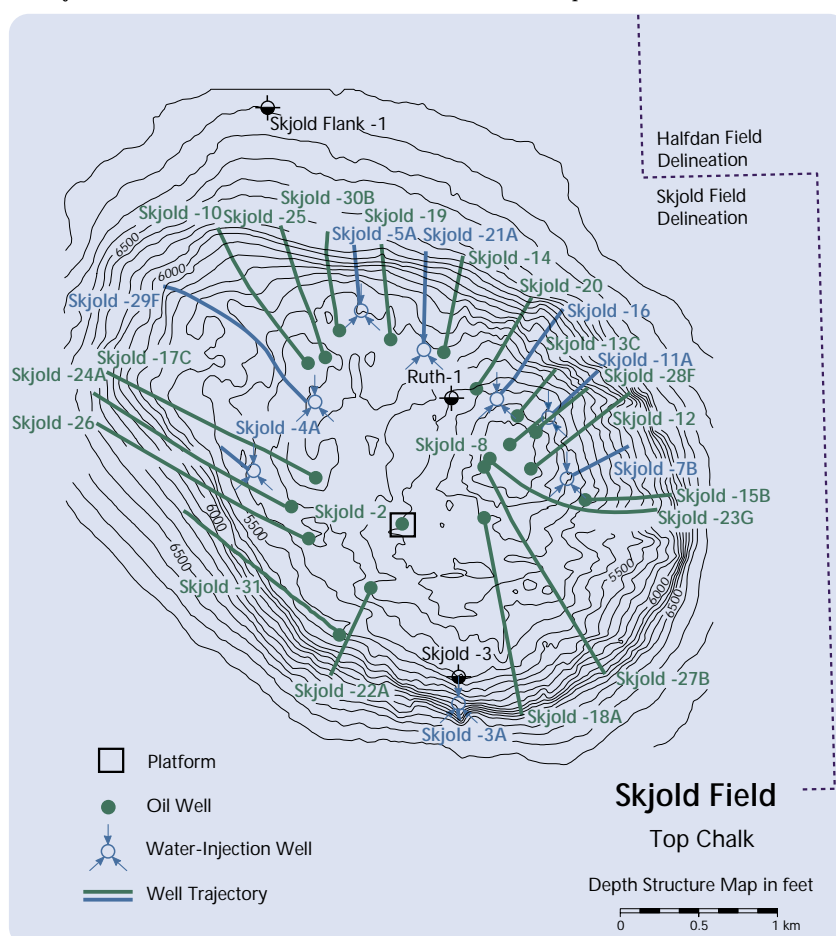 Skjold Flank -1
Halfdan Field
Delineation
Skjold Field
Delineation
Skjold -30B
Skjold -10
Skjold -25
Skjold -19
Skjold -5A
Skjold -21A
6500
Skjold -14
6000
Skjold -20
Skjold -29F
Skjold -16
Skjold -13C
Skjold -17C
Skjold -11A
Skjold -24A
Ruth-1
Skjold -28F
Skjold -26
Skjold -12
Skjold -4A
Skjold -8
Skjold -7B
Skjold -15B
Skjold -2
Skjold -23G
6000
5500
6500
5500
6000
6500
Skjold -31
Skjold -3
Skjold -27B
Skjold -22A
Skjold -18A
Skjold -3A
Platform
Oil Well
Water-Injection Well
Well Trajectory
Skjold Field
Top Chalk
Depth Structure Map in feet
0 0.5 1 km